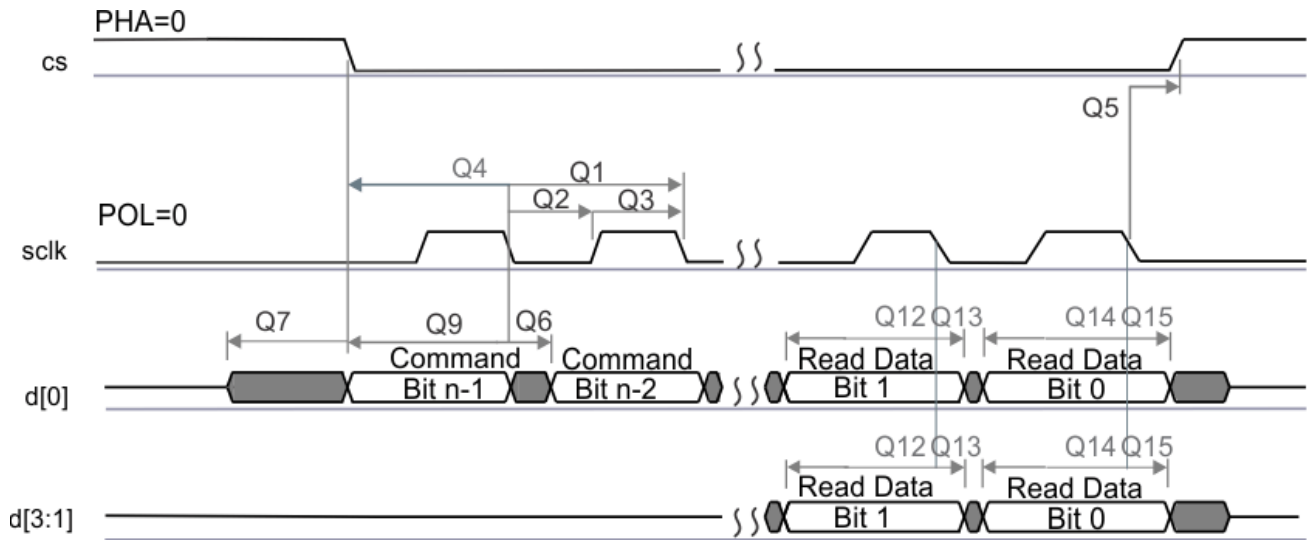 PHA=0
cs
Q5
Q4 Q1
Q2 Q3
POL=0
sclk
Q7 Q9 Q6 Q12 Q13 Q14 Q15
Command Command Read Data Read Data
d[0] Bit n-1 Bit n-2 Bit 1 Bit 0
Q12 Q13 Q14 Q15
Read Data Read Data
d[3:1] Bit 1 Bit 0